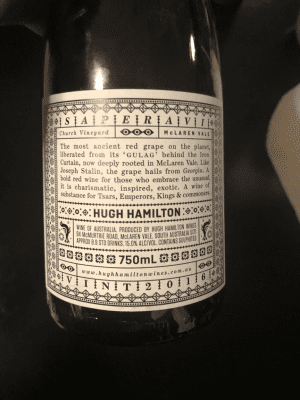 SAPERAVI
Church Vineyard McLAREN VALE
The most ancient red grape on the planet,
liberated from its 'GULAG' behind the Iron
Curtain, now deeply rooted in McLaren Vale. Like
Joseph Stalin, the grape hails from Georgia. A
bold red wine for those who embrace the unusual,
it is charismatic, inspired, exotic. A wine of
substance for Tsars, Emperors, Kings & commoners.
HUGH HAMILTON
WINE OF AUSTRALIA. PRODUCED BY HUGH HAMILTON WINES
94 McMURTRIE ROAD, McLAREN VALE, SOUTH AUSTRALIA 5171
APPROX 8.9 STD DRINKS. 15.0% ALC/VOL. CONTAINS SULPHITES
750mL
www.hughhamiltonwines.com.au
VINIT2016